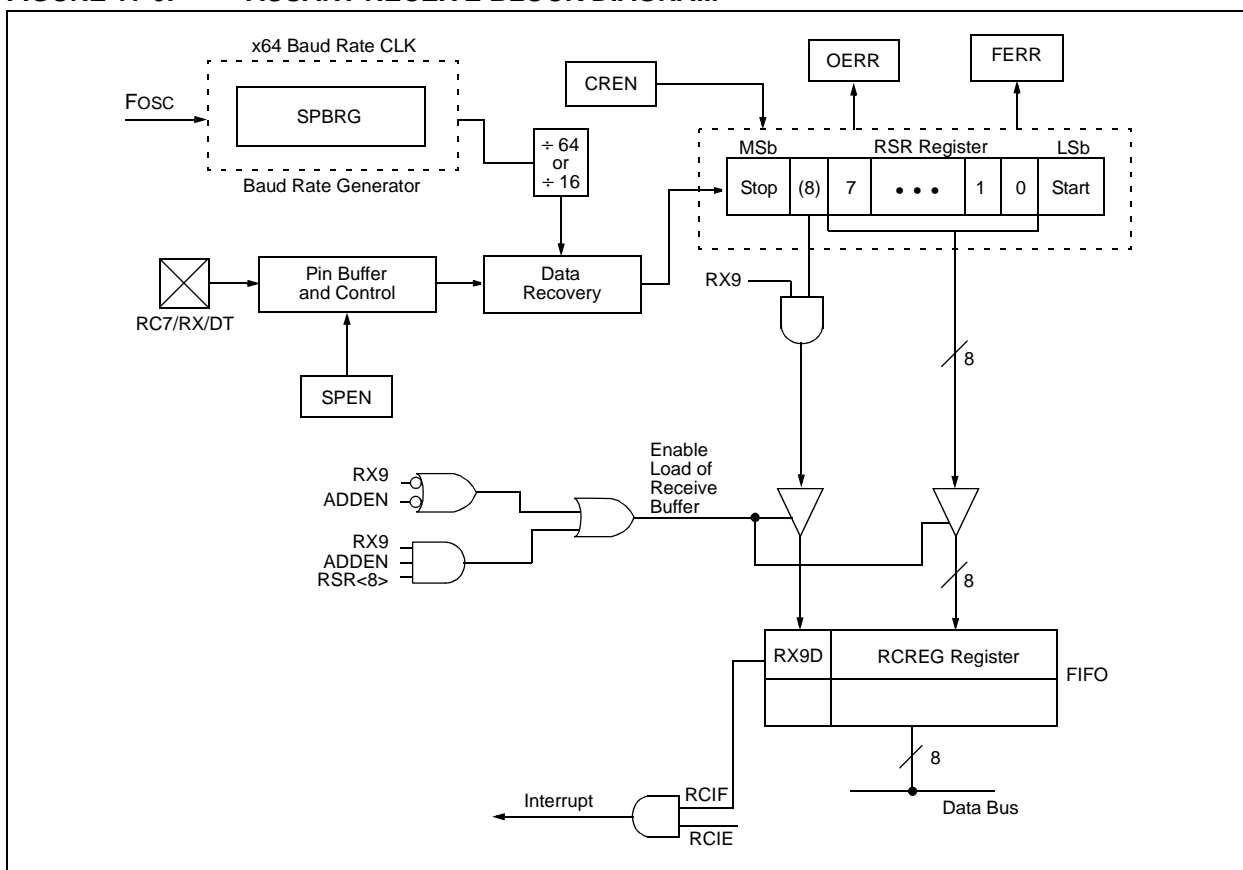 x64 Baud Rate CLK
FOSC
SPBRG
Baud Rate Generator
÷ 64
or
÷ 16
CREN
OERR
FERR
MSb
RSR Register
LSb
Stop
(8)
7
• • •
1
0
Start
RC7/RX/DT
Pin Buffer
and Control
Data
Recovery
SPEN
RX9
8
RX9
ADDEN
RX9
ADDEN
RSR<8>
Enable
Load of
Receive
Buffer
8
RX9D
RCREG Register
FIFO
8
Data Bus
Interrupt
RCIF
RCIE